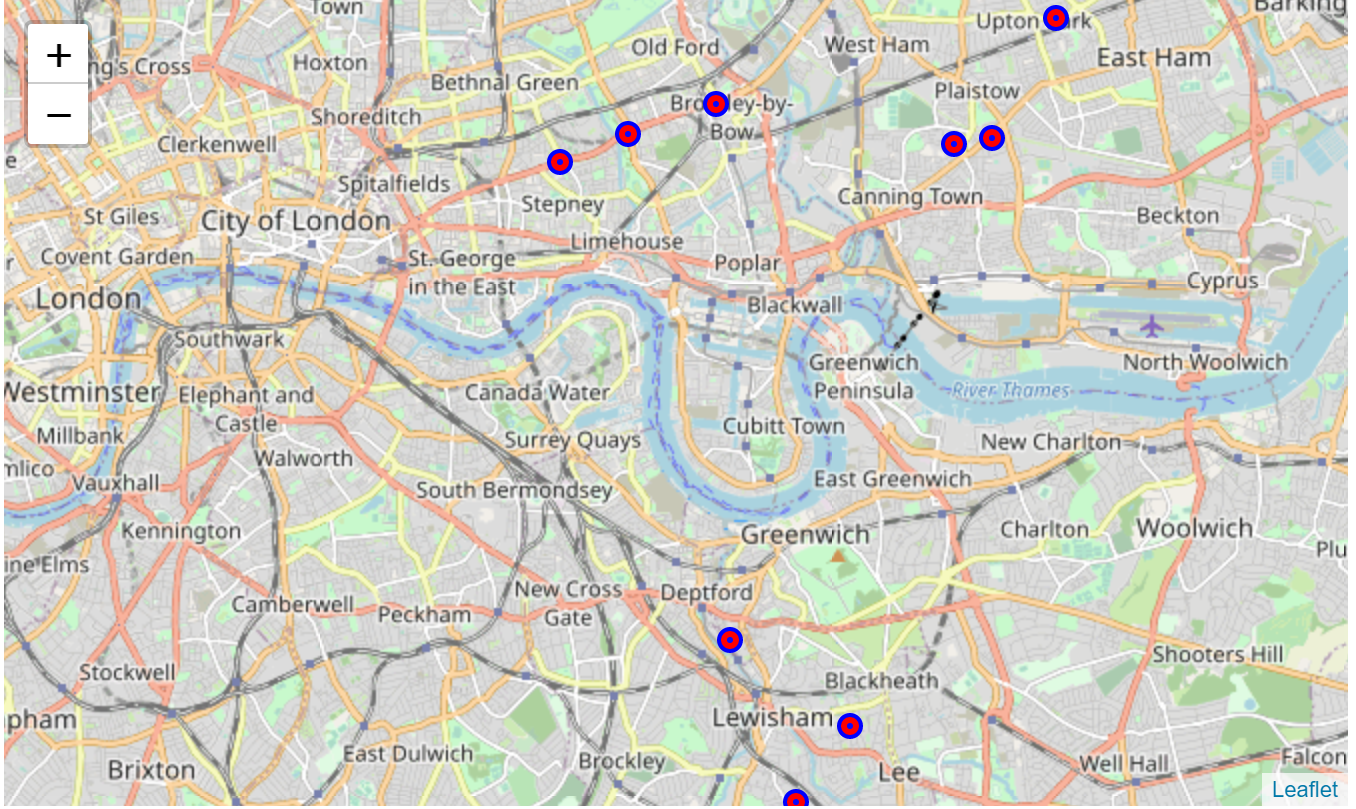 Town
Barking
Upton Park
Old Ford
West Ham
East Ham
+
Hoxton
ng's Cross
Bethnal Green
Plaistow
Bromley-by-
Bow
−
Shoreditch
Clerkenwell
e
Spitalfields
Canning Town
Stepney
St Giles
City of London
Beckton
Limehouse
Covent Garden
r
St. George
in the East
Poplar
Cyprus
London
Blackwall
Southwark
Greenwich
Peninsula
North Woolwich
Westminster
Elephant and
Castle
Canada Water
River Thames
Millbank
Cubitt Town
Surrey Quays
New Charlton
Walworth
mlico
Vauxhall
South Bermondsey
East Greenwich
Kennington
Greenwich
Charlton
Woolwich
Plu
ine Elms
New Cross
Gate
Deptford
Camberwell
Peckham
Stockwell
Shooters Hill
Blackheath
pham
Lewisham
East Dulwich
Brockley
Brixton
Lee
Well Hall
Falcon
Leaflet